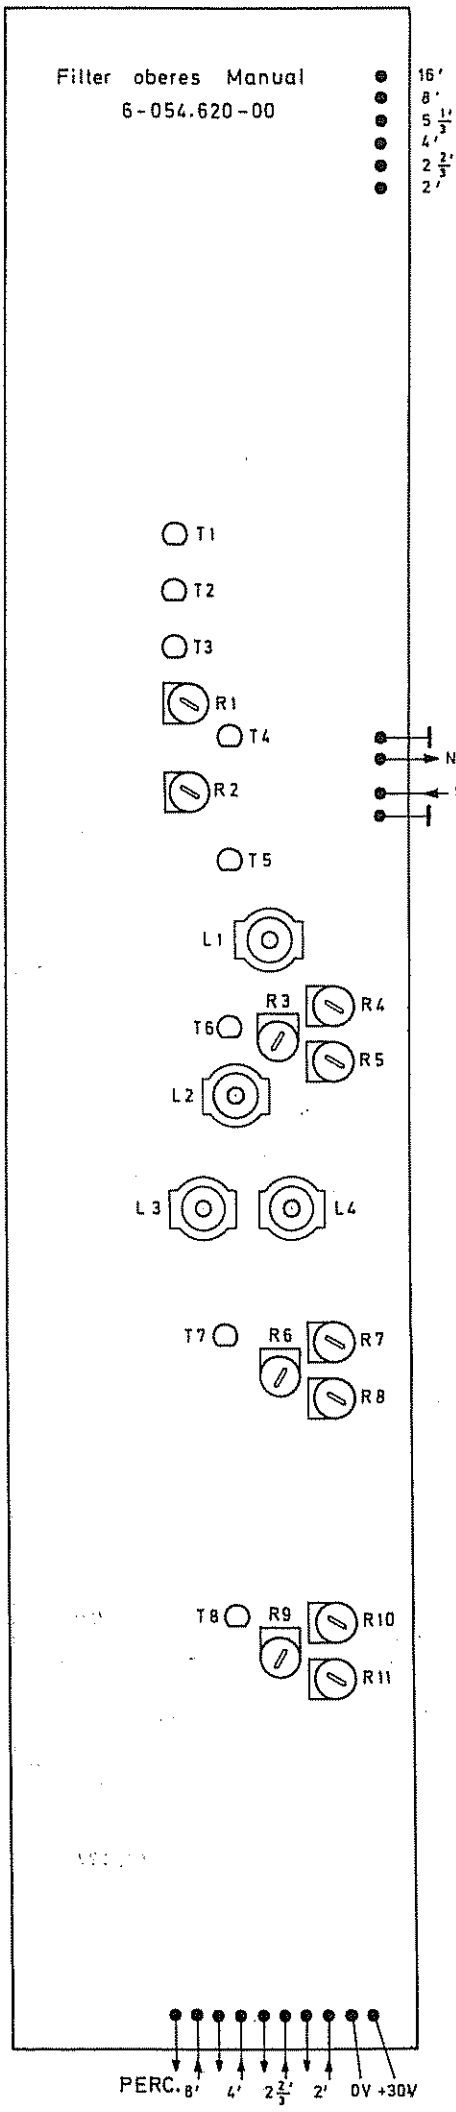 Filter oberes Manual
6-054.620-00
16'
8'
5 1/3'
4'
2 2/3'
2'
T1
T2
T3
R1
T4
N
R2
T5
L1
R3
R4
T6
R5
L2
L3
L4
T7
R6
R7
R8
T8
R9
R10
R11
PERC. 8' 4' 2 2/3' 2' 0V +30V